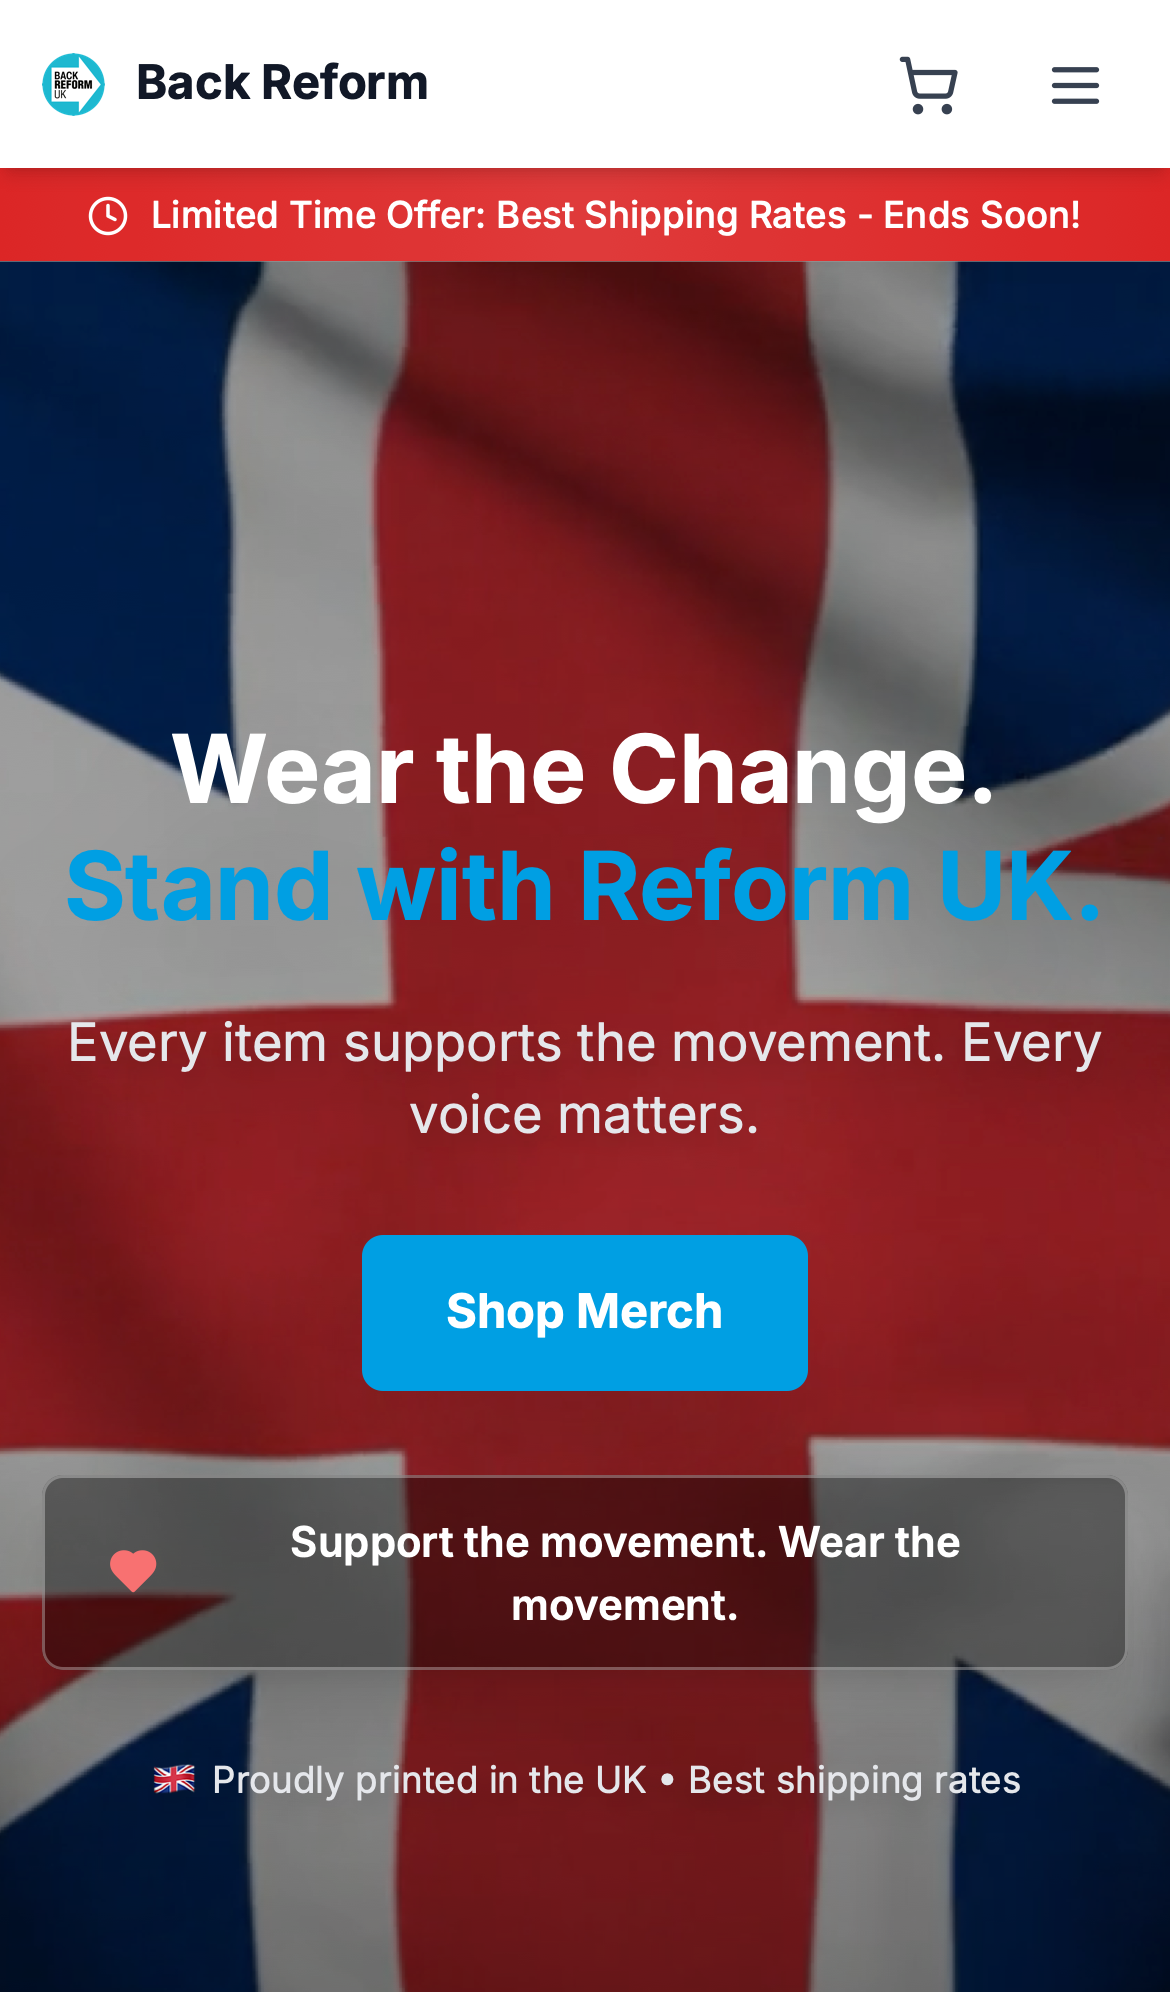 BACK
REFORM
UK
Back Reform
Limited Time Offer: Best Shipping Rates - Ends Soon!
Wear the Change.
Stand with Reform UK.
Every item supports the movement. Every
voice matters.
Shop Merch
Support the movement. Wear the
movement.
🇬🇧 Proudly printed in the UK • Best shipping rates